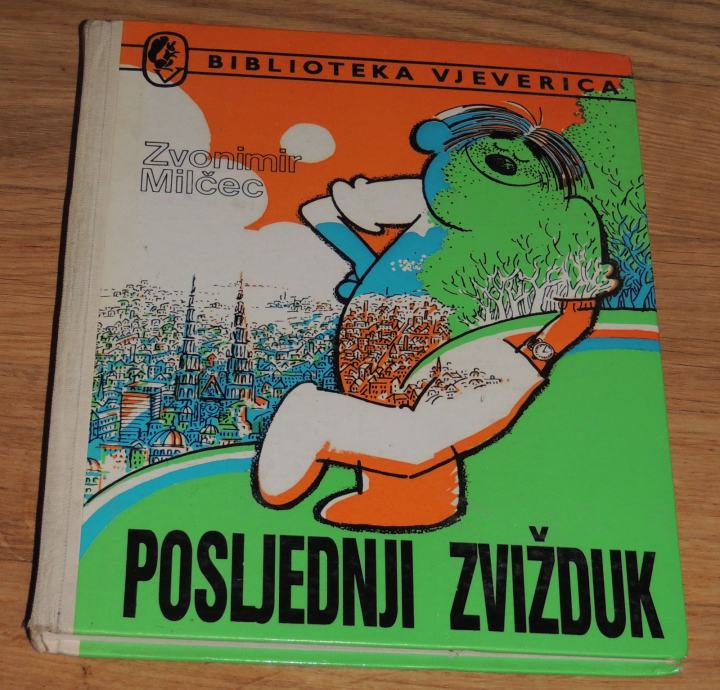 BIBLIOTEKA VJEVERICA
Zvonimir
Milčec
POSLJEDNJI ZVIŽDUK